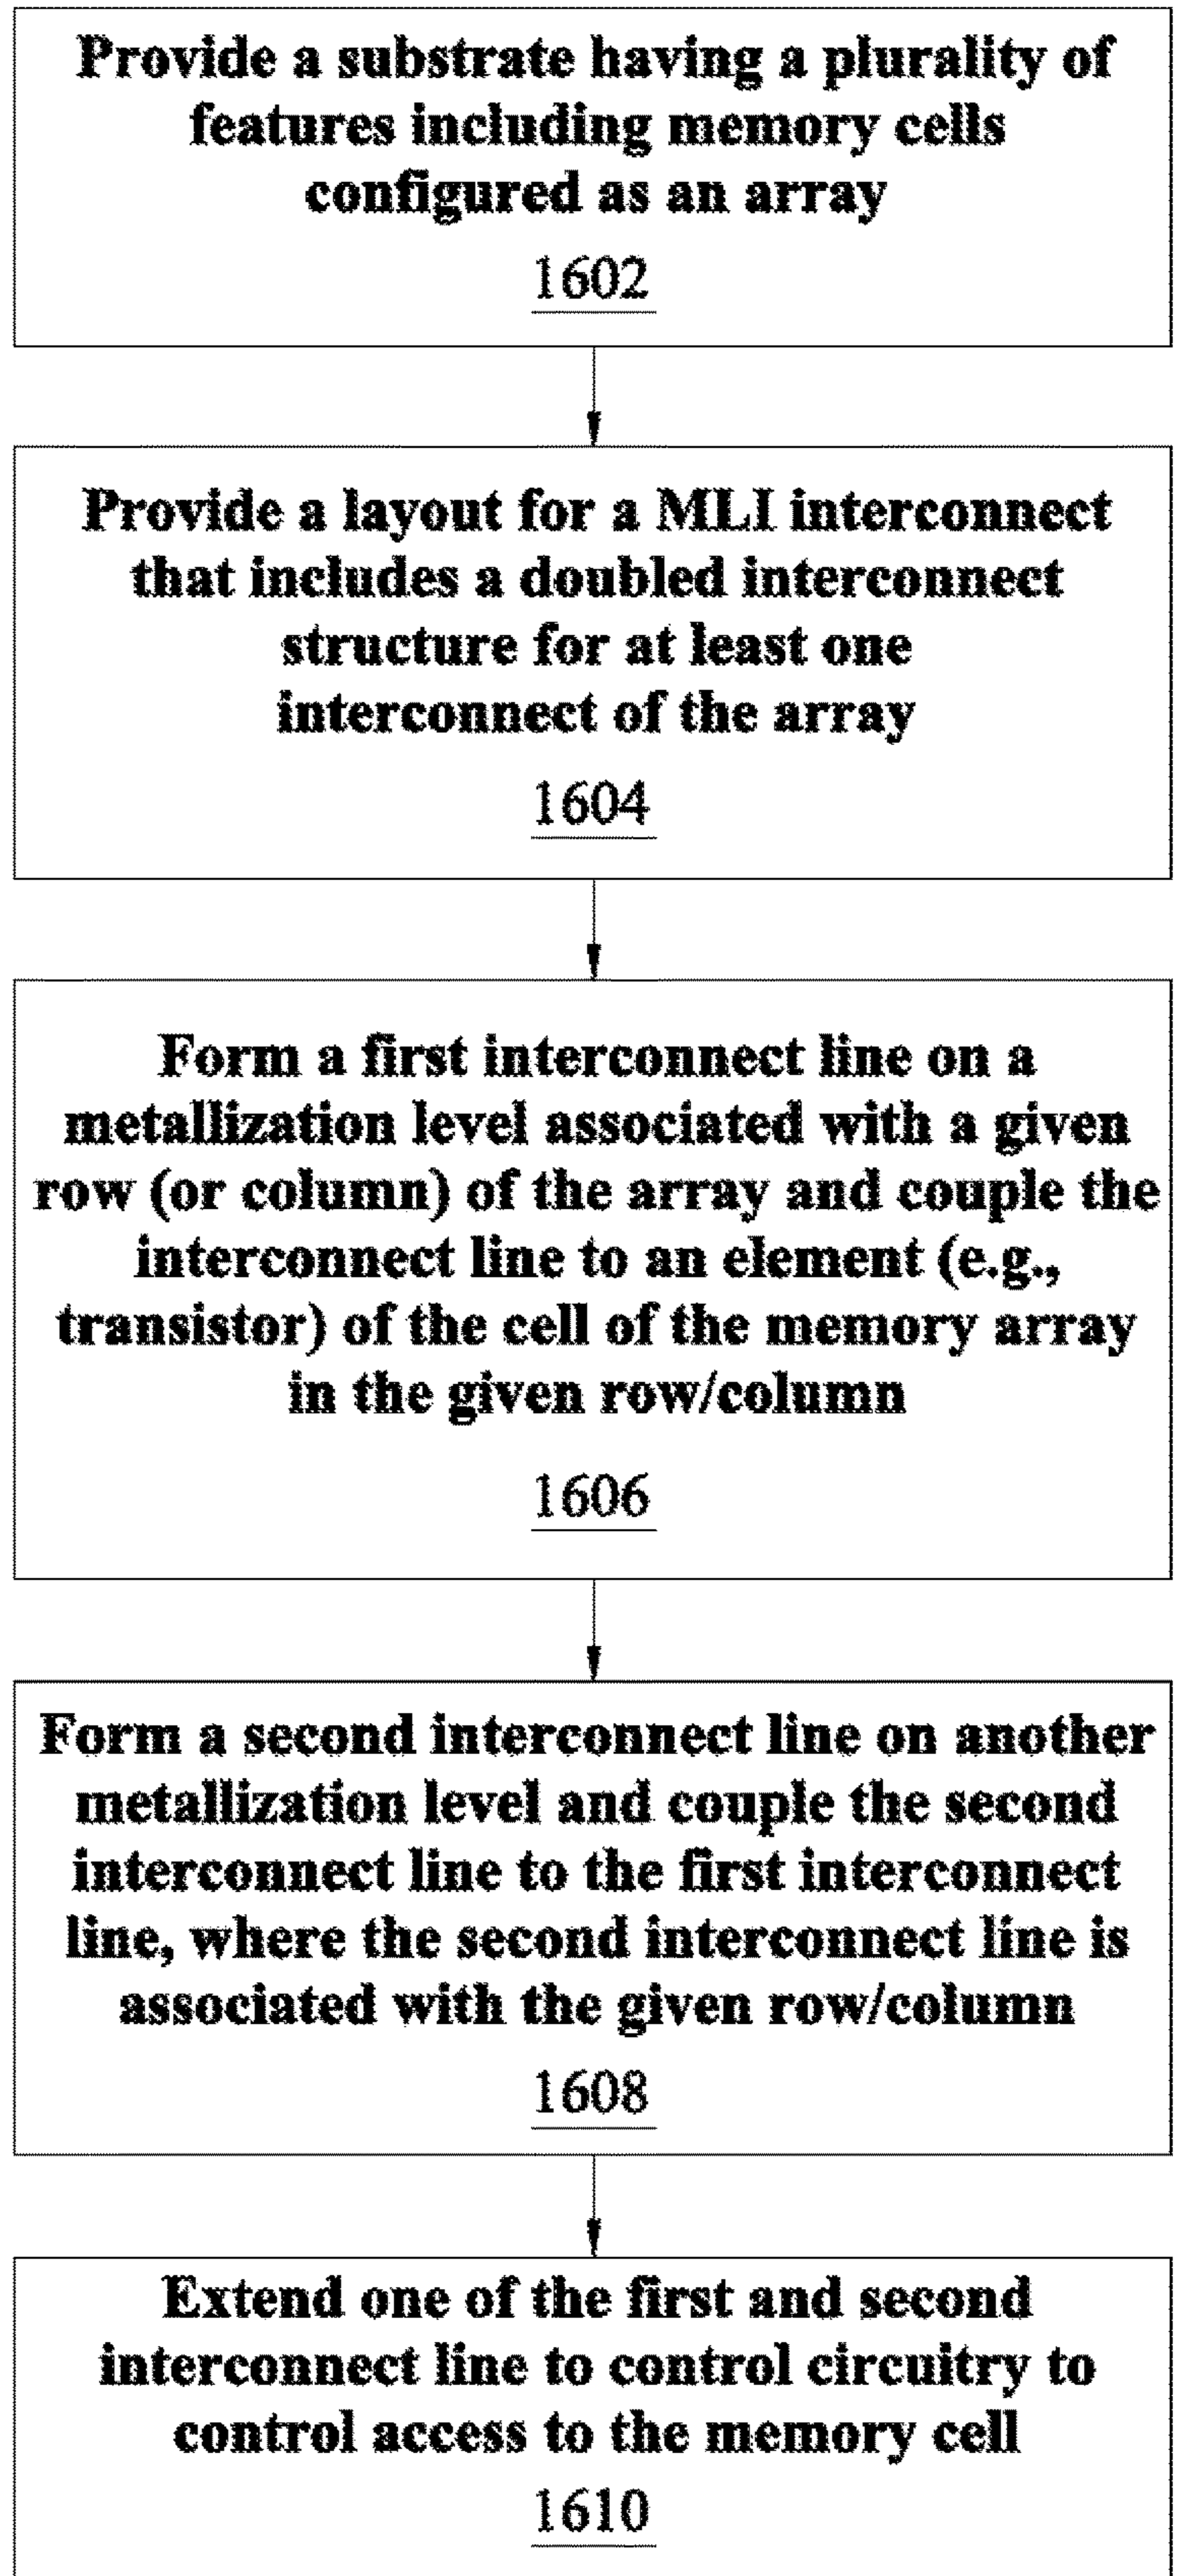 Provide a substrate having a plurality of
features including memory cells
configured as an array
1602
Provide a layout for a MLI interconnect
that includes a doubled interconnect
structure for at least one
interconnect of the array
1604
Form a first interconnect line on a
metallization level associated with a given
row (or column) of the array and couple the
interconnect line to an element (e.g.,
transistor) of the cell of the memory array
in the given row/column
1606
Form a second interconnect line on another
metallization level and couple the second
interconnect line to the first interconnect
line, where the second interconnect line is
associated with the given row/column
1608
Extend one of the first and second
interconnect line to control circuitry to
control access to the memory cell
1610